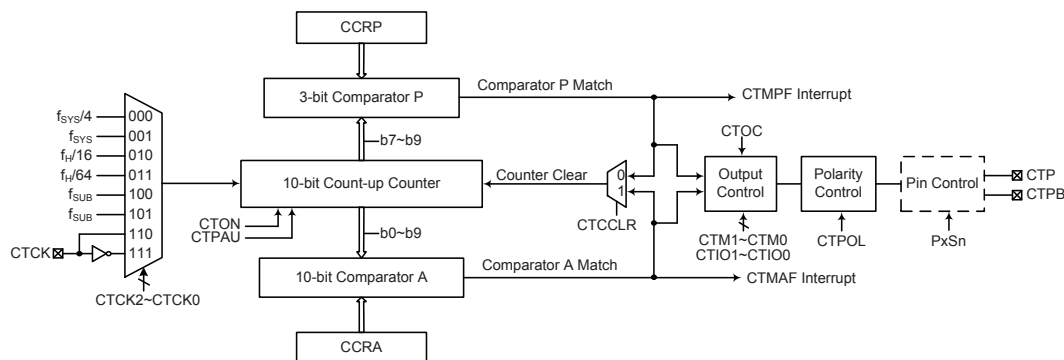 CCRP
3-bit Comparator P
Comparator P Match
CTMPF Interrupt
b7~b9
fSYS/4
000
fSYS
001
fH/16
010
fH/64
011
fSUB
100
fSUB
101
110
CTCK
111
CTCK2~CTCK0
10-bit Count-up Counter
CTON
CTPAU
b0~b9
Counter Clear
0
1
CTCCLR
CTOC
Output
Control
CTM1~CTM0
CTIO1~CTIO0
Polarity
Control
CTPOL
Pin Control
PxSn
CTP
CTPB
10-bit Comparator A
Comparator A Match
CTMAF Interrupt
CCRA